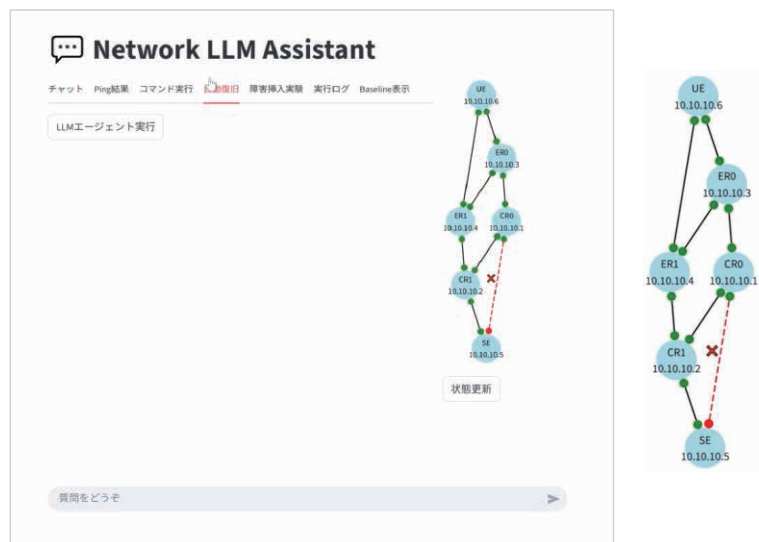 Network LLM Assistant
チャット Ping結果 コマンド実行 復旧 障害挿入実験 実行ログ Baseline表示
LLMエージェント実行
UE
10.10.10.6
ER0
10.10.10.3
ER1
10.10.10.4
CR0
10.10.10.1
CR1
10.10.10.2
SE
10.10.10.5
状態更新
質問をどうぞ
UE
10.10.10.6
ER0
10.10.10.3
ER1
10.10.10.4
CR0
10.10.10.1
CR1
10.10.10.2
SE
10.10.10.5